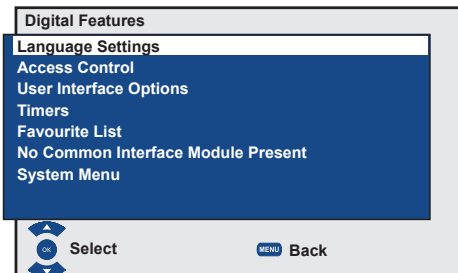 Digital Features
Language Settings
Access Control
User Interface Options
Timers
Favourite List
No Common Interface Module Present
System Menu
OK Select MENU Back